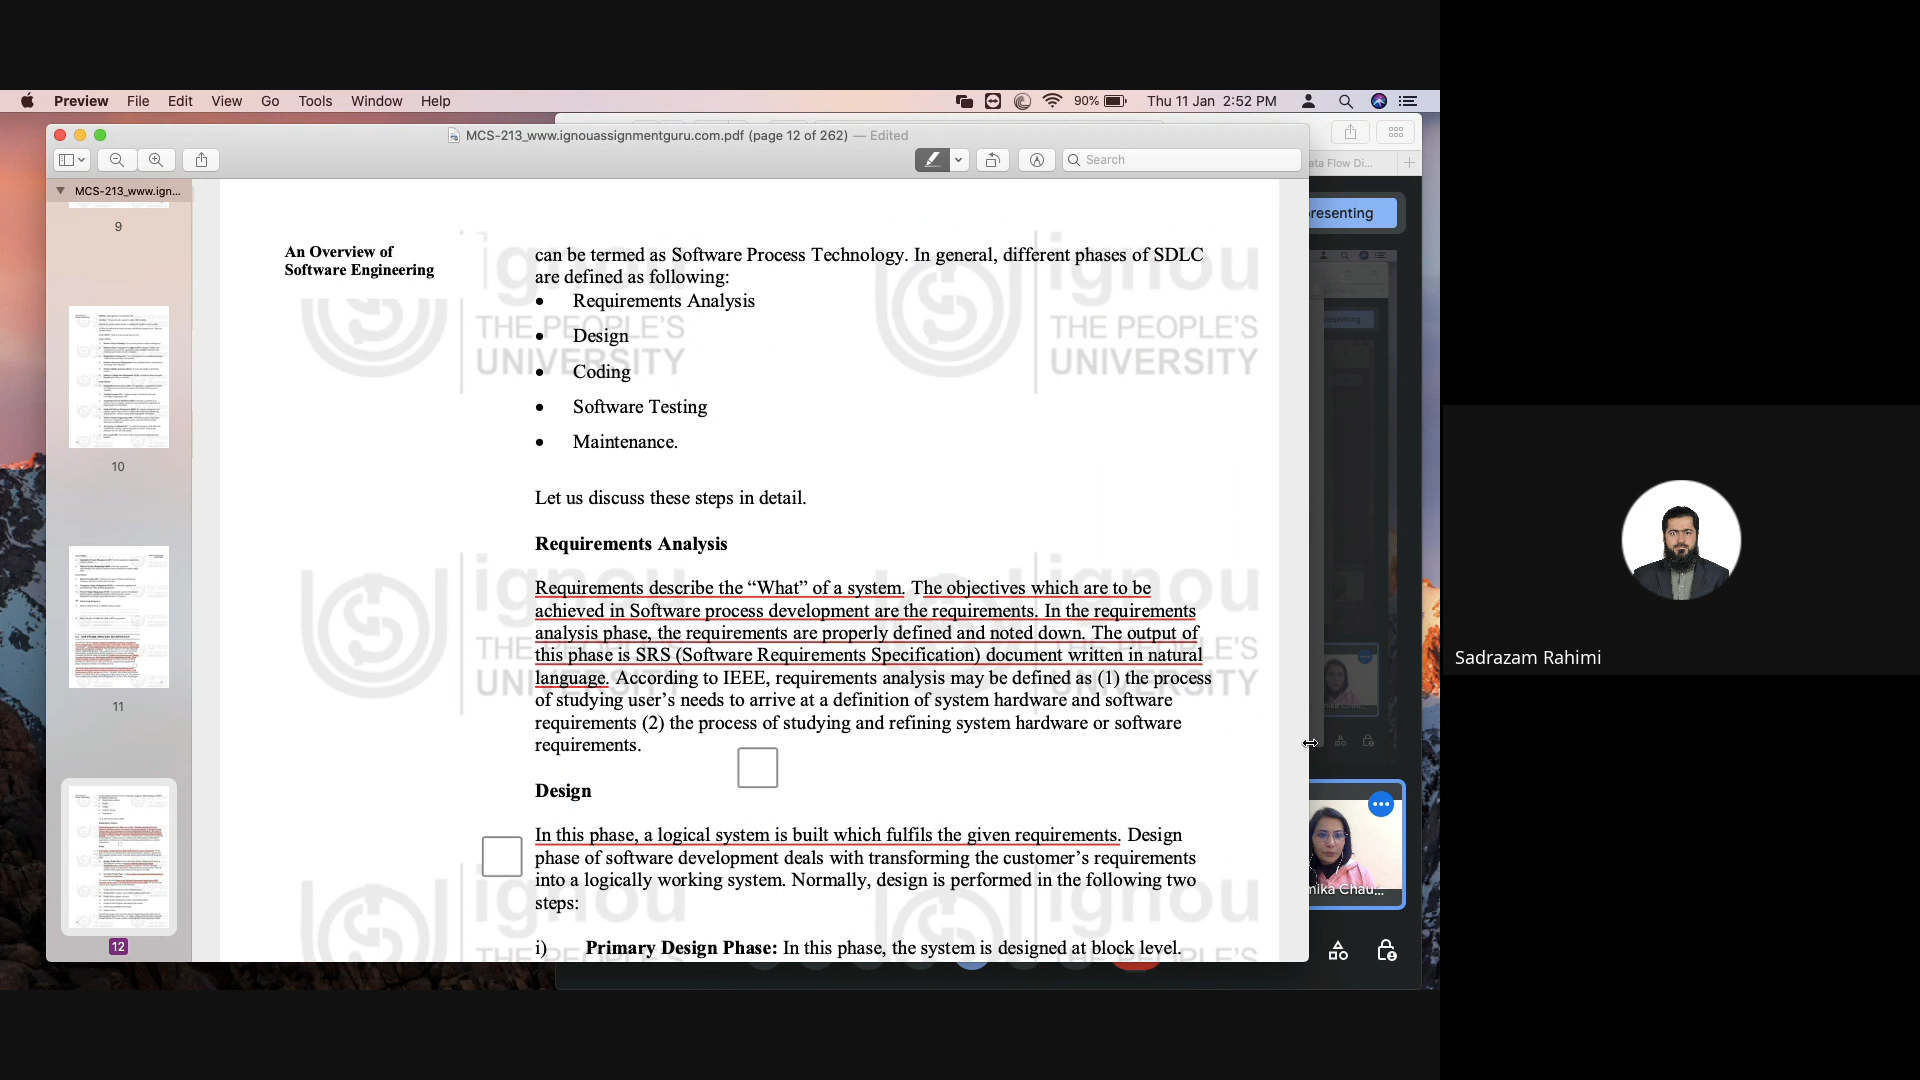 Preview File Edit View Go Tools Window Help
90% Thu 11 Jan 2:52 PM
MCS-213_www.ignouassignmentguru.com.pdf (page 12 of 262) — Edited
Search
ata Flow Di...
MCS-213_www.ign...
9
10
11
12
resenting
An Overview of
Software Engineering
can be termed as Software Process Technology. In general, different phases of SDLC
are defined as following:
• Requirements Analysis
• Design
• Coding
• Software Testing
• Maintenance.
Let us discuss these steps in detail.
Requirements Analysis
Requirements describe the “What” of a system. The objectives which are to be
achieved in Software process development are the requirements. In the requirements
analysis phase, the requirements are properly defined and noted down. The output of
this phase is SRS (Software Requirements Specification) document written in natural
language. According to IEEE, requirements analysis may be defined as (1) the process
of studying user’s needs to arrive at a definition of system hardware and software
requirements (2) the process of studying and refining system hardware or software
requirements.
Design
In this phase, a logical system is built which fulfils the given requirements. Design
phase of software development deals with transforming the customer’s requirements
into a logically working system. Normally, design is performed in the following two
steps:
i) Primary Design Phase: In this phase, the system is designed at block level.
ignou
THE PEOPLE'S
UNIVERSITY
ignou
THE PEOPLE'S
UNIVERSITY
nika Chau...
Sadrazam Rahimi